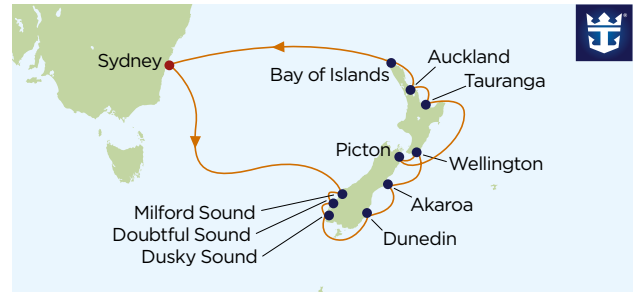 Sydney
Bay of Islands
Auckland
Tauranga
Picton
Wellington
Milford Sound
Akaroa
Doubtful Sound
Dunedin
Dusky Sound